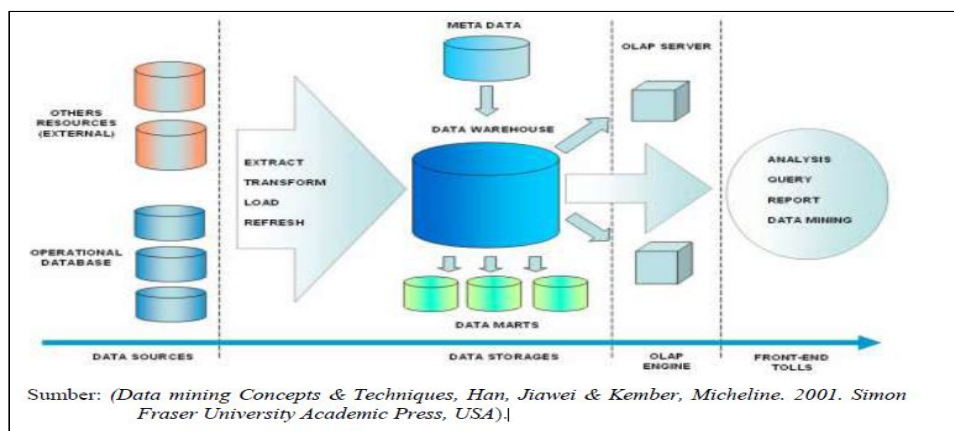 META DATA
OLAP SERVER
OTHERS
RESOURCES
(EXTERNAL)
DATA WAREHOUSE
EXTRACT
TRANSFORM
LOAD
REFRESH
ANALYSIS
QUERY
REPORT
DATA MINING
OPERATIONAL
DATABASE
DATA MARTS
DATA SOURCES
DATA STORAGES
OLAP
ENGINE
FRONT-END
TOLLS
Sumber: (Data mining Concepts & Techniques, Han, Jiawei & Kember, Micheline. 2001. Simon
Fraser University Academic Press, USA).